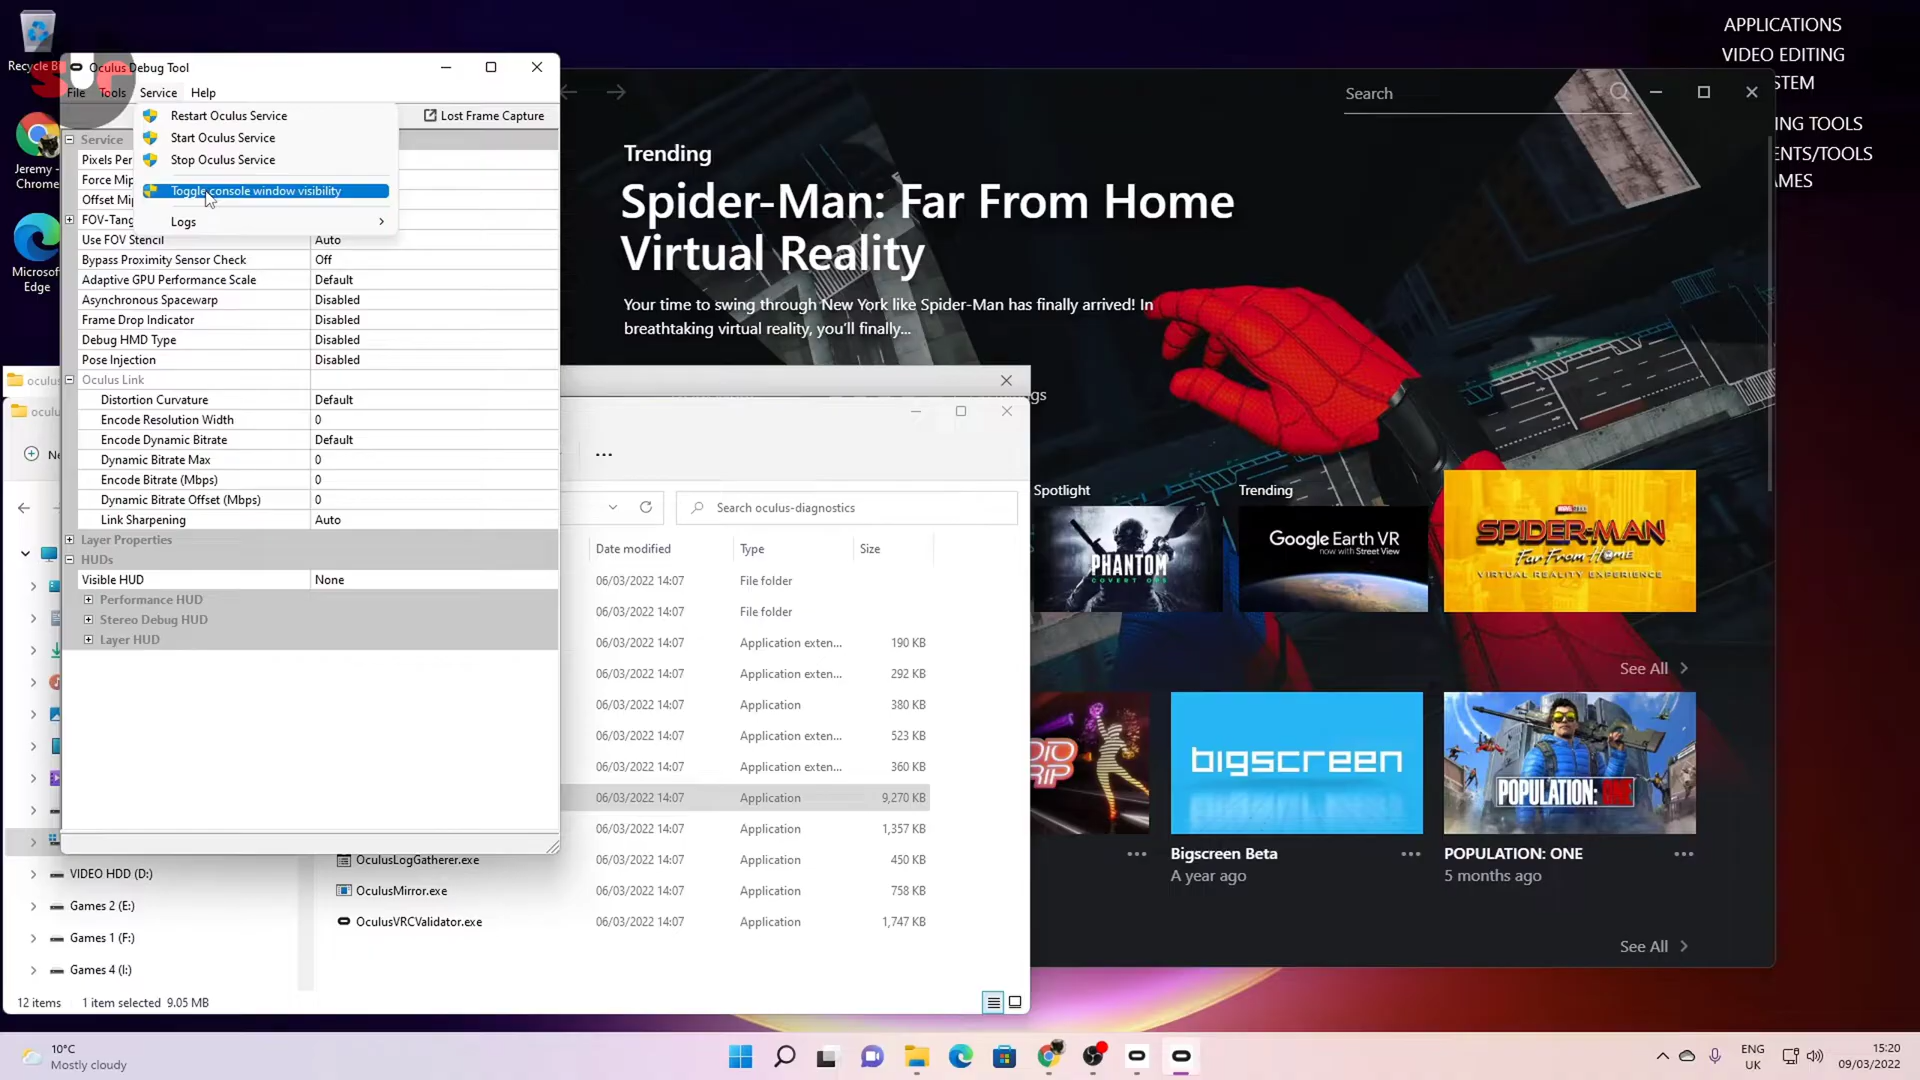 Recycle B
Jeremy -
Chrome
Microsof
Edge
APPLICATIONS
VIDEO EDITING
STEM
ING TOOLS
ENTS/TOOLS
AMES
Oculus Debug Tool
File Tools Service Help
Lost Frame Capture
Restart Oculus Service
Start Oculus Service
Stop Oculus Service
Toggle console window visibility
Logs
Service
Pixels Per
Force Mip
Offset Mip
FOV-Tang
Use FOV Stencil Auto
Bypass Proximity Sensor Check Off
Adaptive GPU Performance Scale Default
Asynchronous Spacewarp Disabled
Frame Drop Indicator Disabled
Debug HMD Type Disabled
Pose Injection Disabled
Oculus Link
Distortion Curvature Default
Encode Resolution Width 0
Encode Dynamic Bitrate Default
Dynamic Bitrate Max 0
Encode Bitrate (Mbps) 0
Dynamic Bitrate Offset (Mbps) 0
Link Sharpening Auto
Layer Properties
HUDs
Visible HUD None
Performance HUD
Stereo Debug HUD
Layer HUD
Search
Trending
Spider-Man: Far From Home
Virtual Reality
Your time to swing through New York like Spider-Man has finally arrived! In
breathtaking virtual reality, you'll finally...
gs
Spotlight
Trending
PHANTOM
COVERT OPS
Google Earth VR
now with Street View
SPIDER-MAN
Far From Home
VIRTUAL REALITY EXPERIENCE
See All
bigscreen
POPULATION: ONE
Bigscreen Beta
A year ago
POPULATION: ONE
5 months ago
See All
oculus
oculu
Ne
Search oculus-diagnostics
Date modified Type Size
06/03/2022 14:07 File folder
06/03/2022 14:07 File folder
06/03/2022 14:07 Application exten... 190 KB
06/03/2022 14:07 Application exten... 292 KB
06/03/2022 14:07 Application 380 KB
06/03/2022 14:07 Application exten... 523 KB
06/03/2022 14:07 Application exten... 360 KB
06/03/2022 14:07 Application 9,270 KB
06/03/2022 14:07 Application 1,357 KB
OculusLogGatherer.exe 06/03/2022 14:07 Application 450 KB
OculusMirror.exe 06/03/2022 14:07 Application 758 KB
OculusVRCValidator.exe 06/03/2022 14:07 Application 1,747 KB
VIDEO HDD (D:)
Games 2 (E:)
Games 1 (F:)
Games 4 (I:)
12 items 1 item selected 9.05 MB
10°C
Mostly cloudy
ENG
UK
15:20
09/03/2022